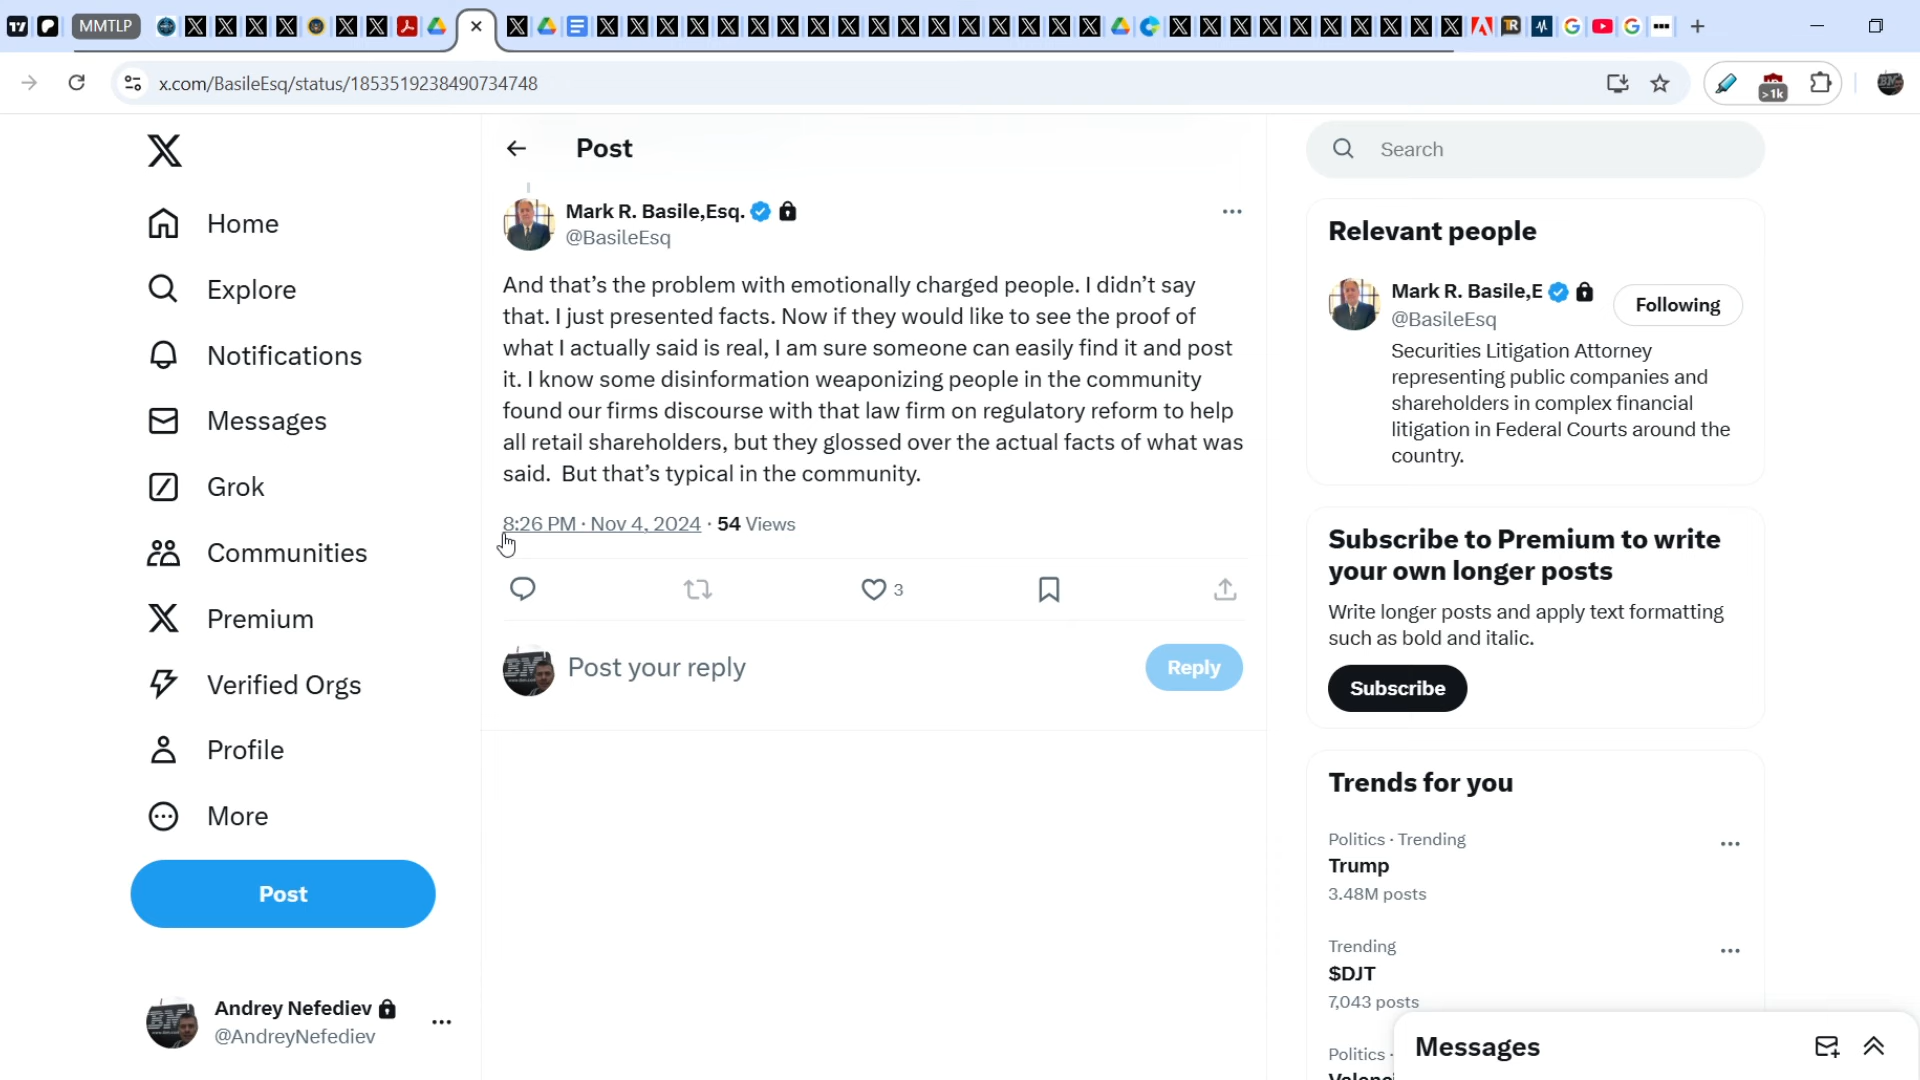 MMTLP
x.com/BasileEsq/status/1853519238490734748
>1k
Home
Explore
Notifications
Messages
Grok
Communities
Premium
Verified Orgs
Profile
More
Post
Andrey Nefediev
@AndreyNefediev
Post
Mark R. Basile,Esq.
@BasileEsq
And that’s the problem with emotionally charged people. I didn’t say
that. I just presented facts. Now if they would like to see the proof of
what I actually said is real, I am sure someone can easily find it and post
it. I know some disinformation weaponizing people in the community
found our firms discourse with that law firm on regulatory reform to help
all retail shareholders, but they glossed over the actual facts of what was
said. But that’s typical in the community.
8:26 PM · Nov 4, 2024 · 54 Views
3
Post your reply
Reply
Search
Relevant people
Mark R. Basile,E
@BasileEsq
Following
Securities Litigation Attorney
representing public companies and
shareholders in complex financial
litigation in Federal Courts around the
country.
Subscribe to Premium to write
your own longer posts
Write longer posts and apply text formatting
such as bold and italic.
Subscribe
Trends for you
Politics · Trending
Trump
3.48M posts
Trending
$DJT
7,043 posts
Politics ·
Messages